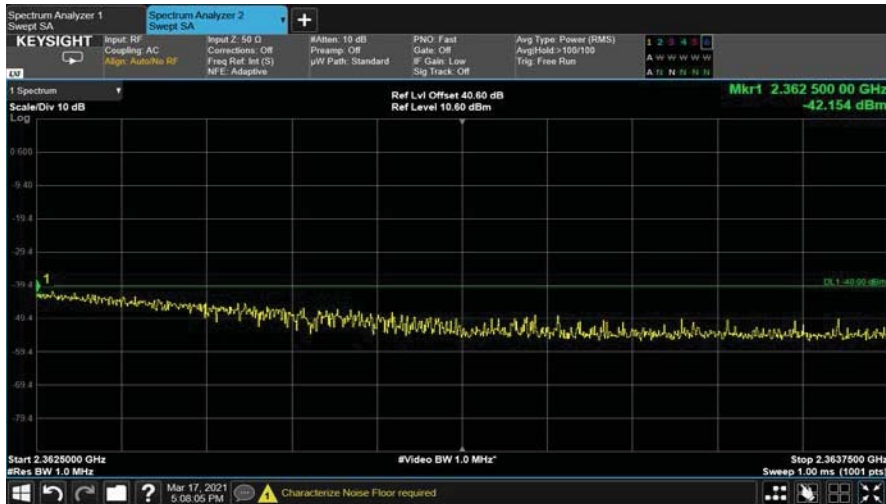 Spectrum Analyzer 1
Swept SA
Spectrum Analyzer 2
Swept SA
KEYSIGHT
Input: RF
Coupling: AC
Align: Auto/No RF
Input Z: 50 Ω
Corrections: Off
Freq Ref: Int (S)
NFE: Adaptive
#Atten: 10 dB
Preamp: Off
µW Path: Standard
PNO: Fast
Gate: Off
IF Gain: Low
Sig Track: Off
Avg Type: Power (RMS)
Avg|Hold:>100/100
Trig: Free Run
1 2 3 4 5 6
A W W W W W
A N N N N N
LXI
1 Spectrum
Scale/Div 10 dB
Log
Ref Lvl Offset 40.60 dB
Ref Level 10.60 dBm
Mkr1 2.362 500 00 GHz
-42.154 dBm
0.600
-9.40
-19.4
-29.4
-39.4
-49.4
-59.4
-69.4
-79.4
1
DL1 -40.00 dBm
Start 2.3625000 GHz
#Res BW 1.0 MHz
#Video BW 1.0 MHz*
Stop 2.3637500 GHz
Sweep 1.00 ms (1001 pts)
?
Mar 17, 2021
5:08:05 PM
Characterize Noise Floor required